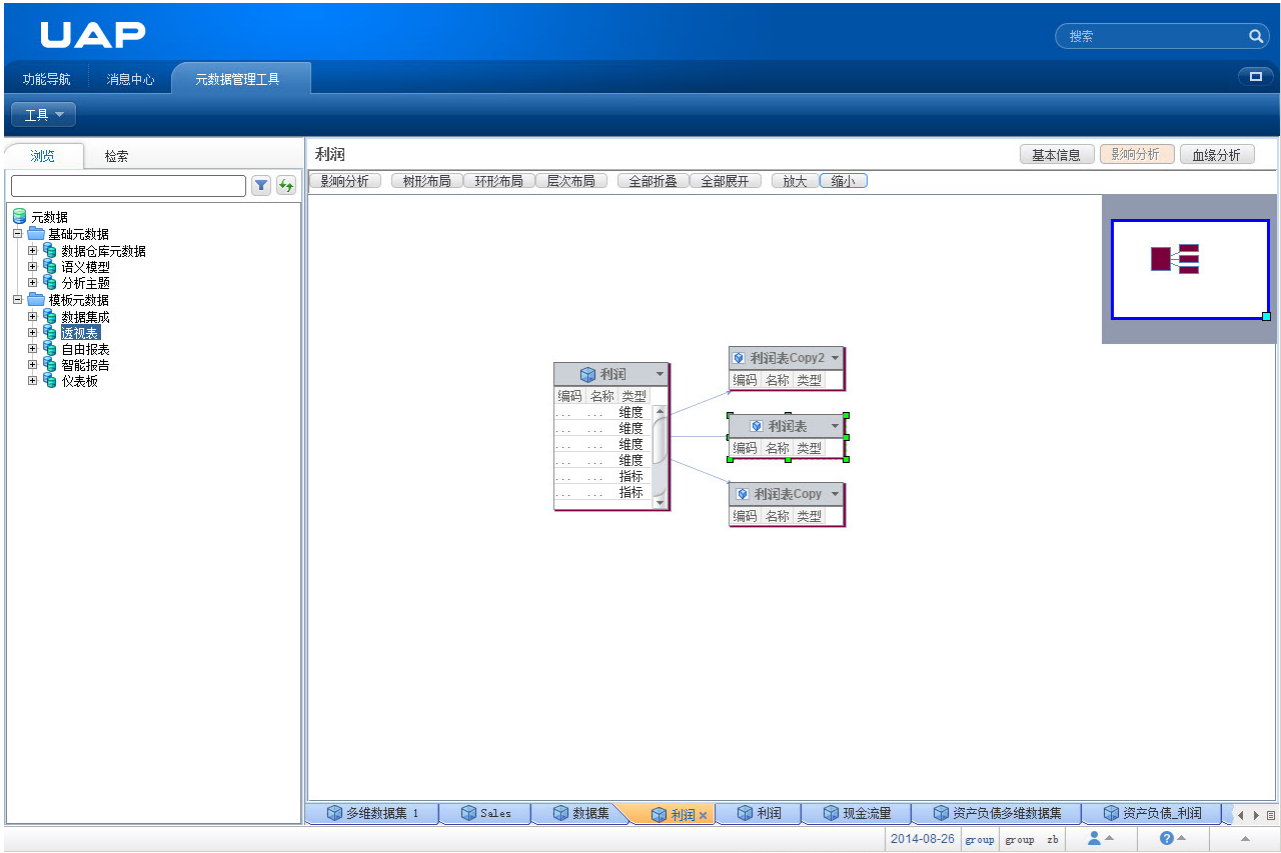 UAP
搜索
功能导航 消息中心 元数据管理工具
工具
浏览 检索
利润
基本信息 影响分析 血缘分析
影响分析 树形布局 环形布局 层次布局 全部折叠 全部展开 放大 缩小
元数据
基础元数据
数据仓库元数据
语义模型
分析主题
模板元数据
数据集成
透视表
自由报表
智能报告
仪表板
利润
编码 名称 类型
... ... 维度
... ... 维度
... ... 维度
... ... 维度
... ... 指标
... ... 指标
利润表Copy2
编码 名称 类型
利润表
编码 名称 类型
利润表Copy
编码 名称 类型
多维数据集 1 Sales 数据集 利润 × 利润 现金流量 资产负债多维数据集 资产负债_利润
2014-08-26 group group zb